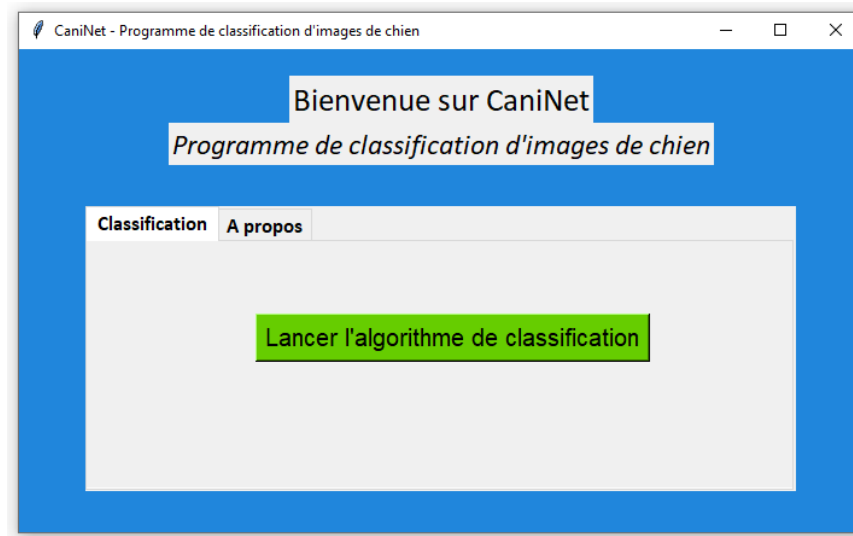 CaniNet - Programme de classification d'images de chien
Bienvenue sur CaniNet
Programme de classification d'images de chien
Classification
A propos
Lancer l'algorithme de classification